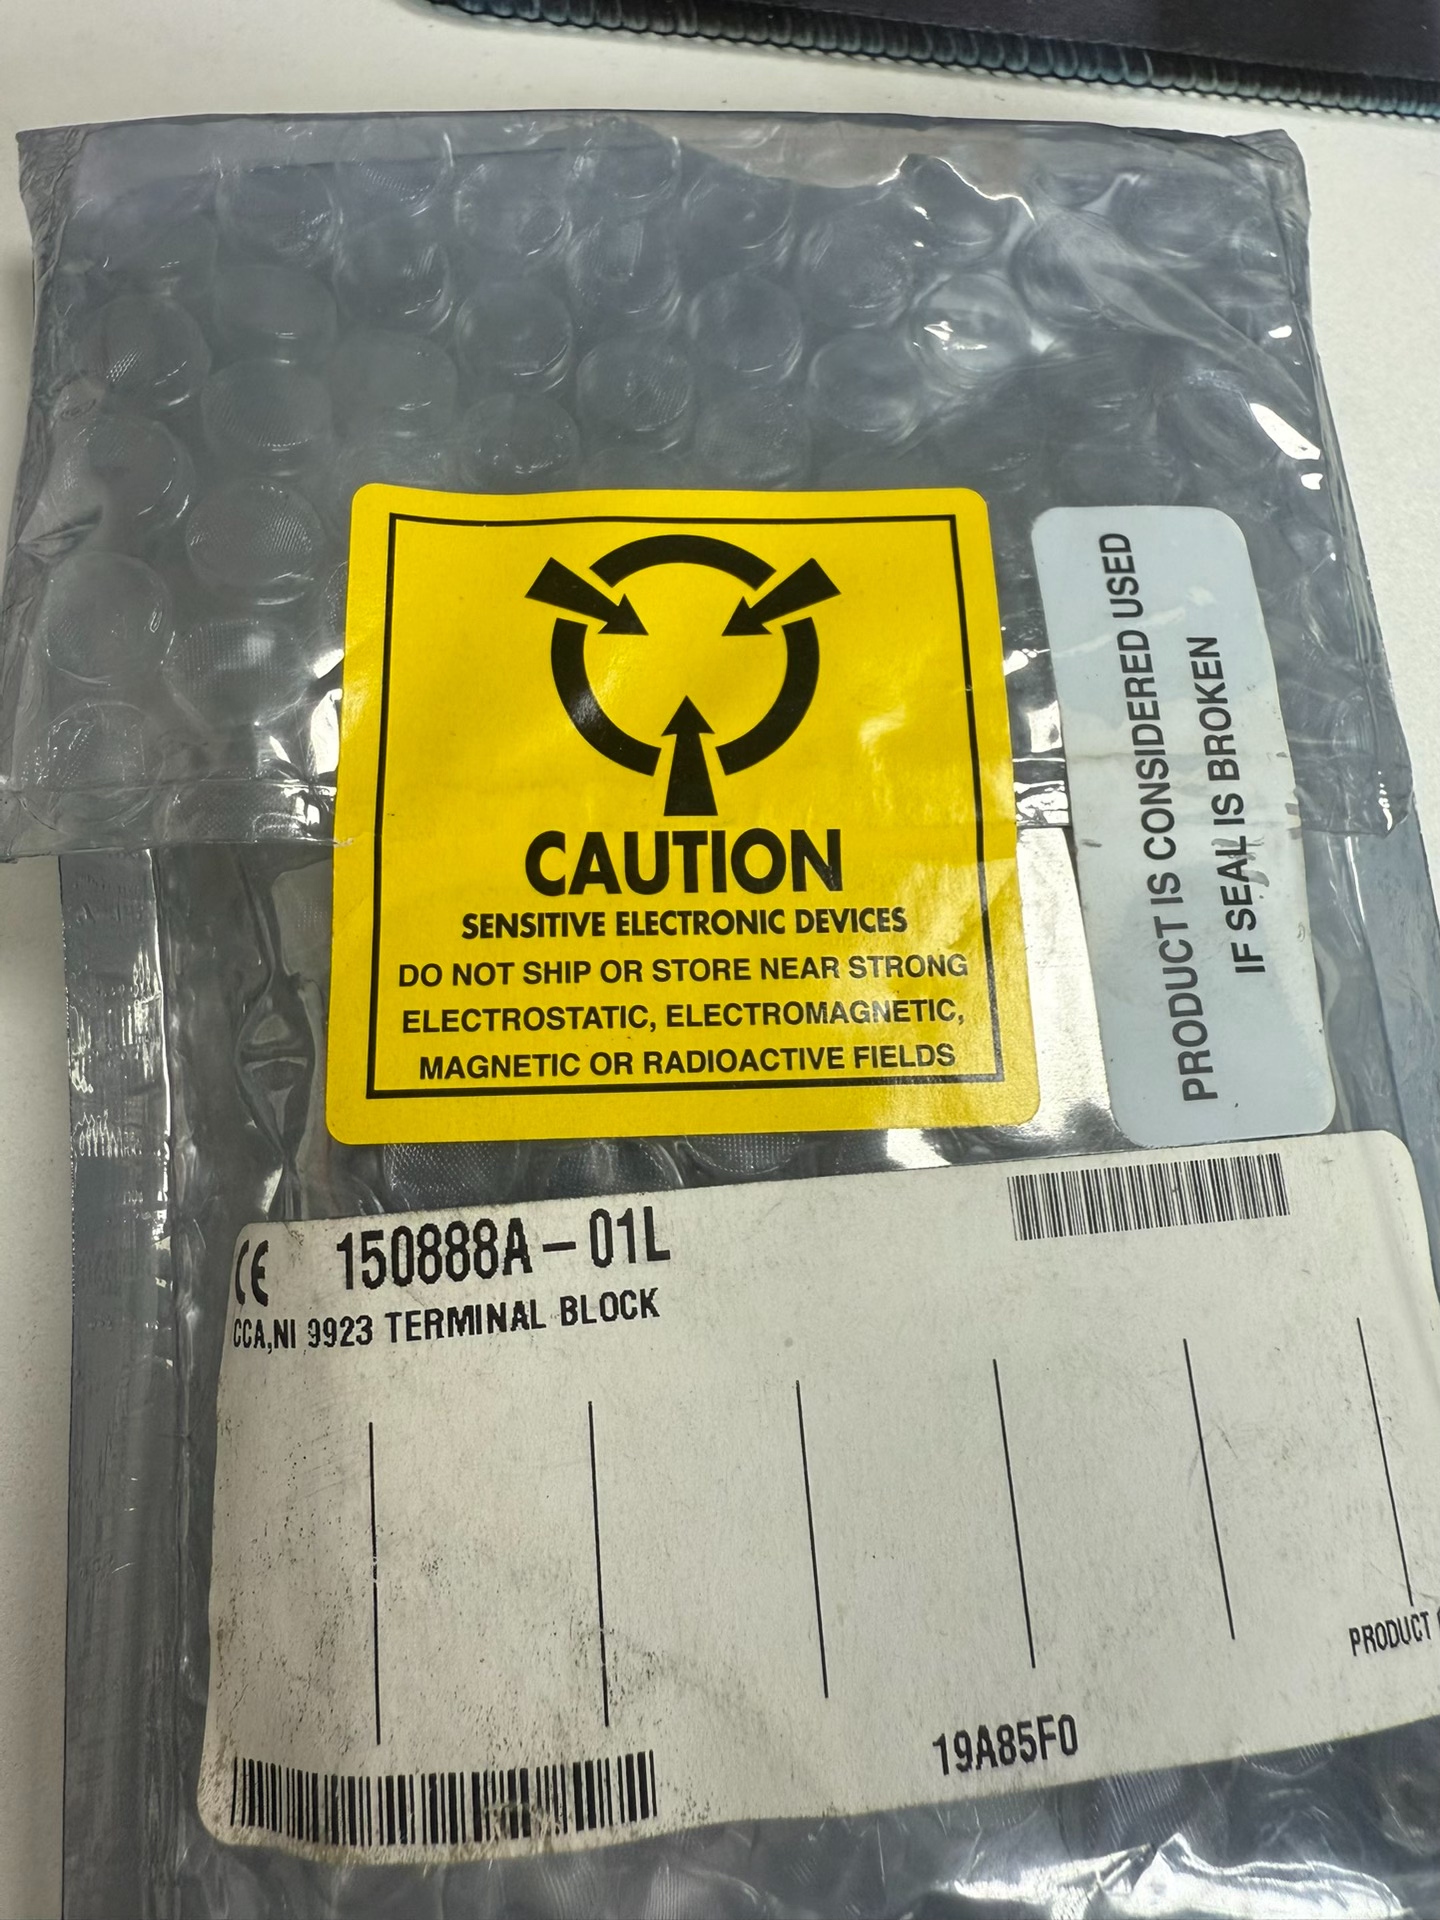 CAUTION
SENSITIVE ELECTRONIC DEVICES
DO NOT SHIP OR STORE NEAR STRONG
ELECTROSTATIC, ELECTROMAGNETIC,
MAGNETIC OR RADIOACTIVE FIELDS
PRODUCT IS CONSIDERED USED
IF SEAL IS BROKEN
CE 150888A-01L
CCA,NI 9923 TERMINAL BLOCK
PRODUCT
19A85F0